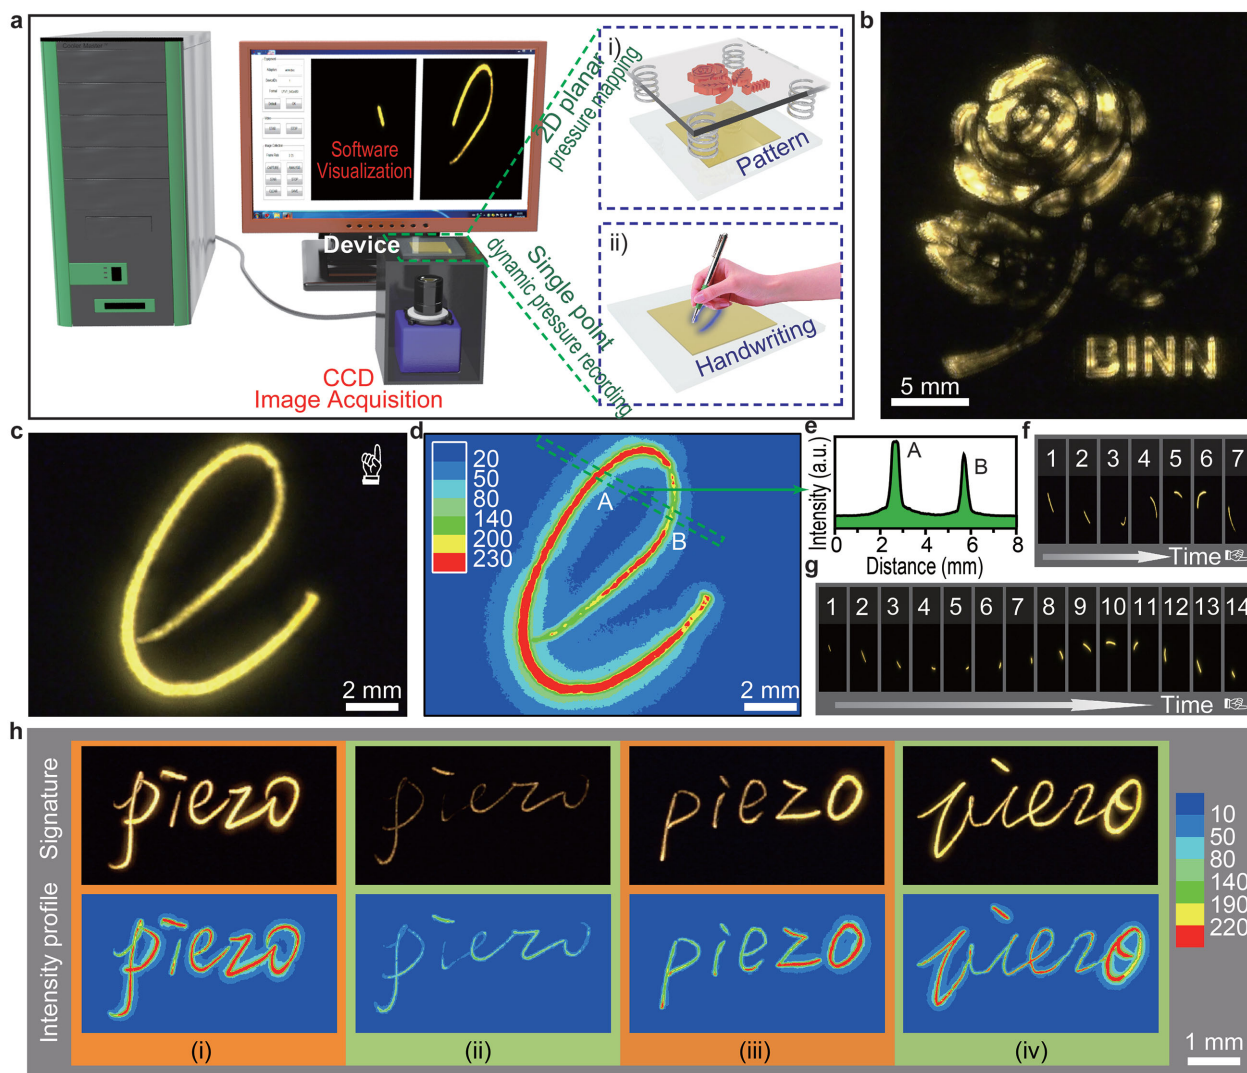 a
Software
Visualization
Device
CCD
Image Acquisition
2D planar
pressure mapping
Single point
dynamic pressure recording
i)
Pattern
ii)
Handwriting
b
BINN
5 mm
c
2 mm
d
20
50
80
140
200
230
A
B
2 mm
e
Intensity (a.u.)
A
B
0 2 4 6 8
Distance (mm)
f
1 2 3 4 5 6 7
Time
g
1 2 3 4 5 6 7 8 9 10 11 12 13 14
Time
h
Signature
piezo piezo piezo piezo
Intensity profile
piezo piezo piezo piezo
(i) (ii) (iii) (iv)
10
50
80
140
190
220
1 mm